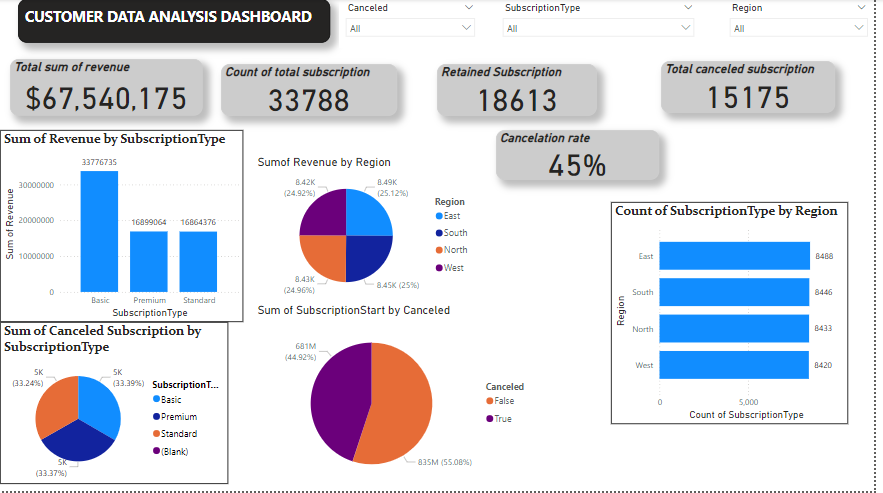 CUSTOMER DATA ANALYSIS DASHBOARD
Canceled
All
SubscriptionType
All
Region
All
Total sum of revenue
$67,540,175
Count of total subscription
33788
Retained Subscription
18613
Total canceled subscription
15175
Cancelation rate
45%
Sum of Revenue by SubscriptionType
Sum of Revenue
30000000
20000000
10000000
0
33776735
16899064
16864376
Basic
Premium
Standard
SubscriptionType
Sumof Revenue by Region
8.42K
(24.92%)
8.49K
(25.12%)
8.43K
(24.96%)
8.45K (25%)
Region
East
South
North
West
Count of SubscriptionType by Region
Region
East
8488
South
8446
North
8433
West
8420
0
5,000
Count of SubscriptionType
Sum of Canceled Subscription by
SubscriptionType
5K
(33.24%)
5K
(33.39%)
5K
(33.37%)
SubscriptionT...
Basic
Premium
Standard
(Blank)
Sum of SubscriptionStart by Canceled
681M
(44.92%)
835M (55.08%)
Canceled
False
True